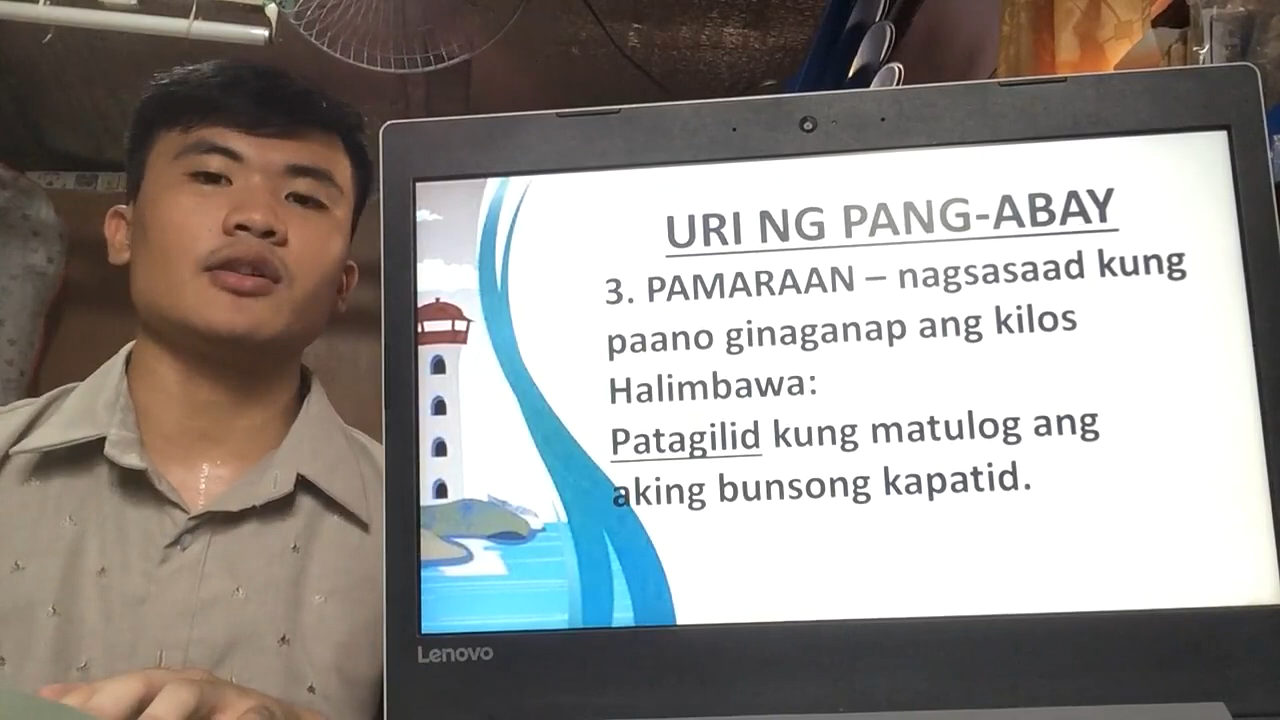 URI NG PANG-ABAY
3. PAMARAAN – nagsasaad kung
paano ginaganap ang kilos
Halimbawa:
Patagilid kung matulog ang
aking bunsong kapatid.
Lenovo